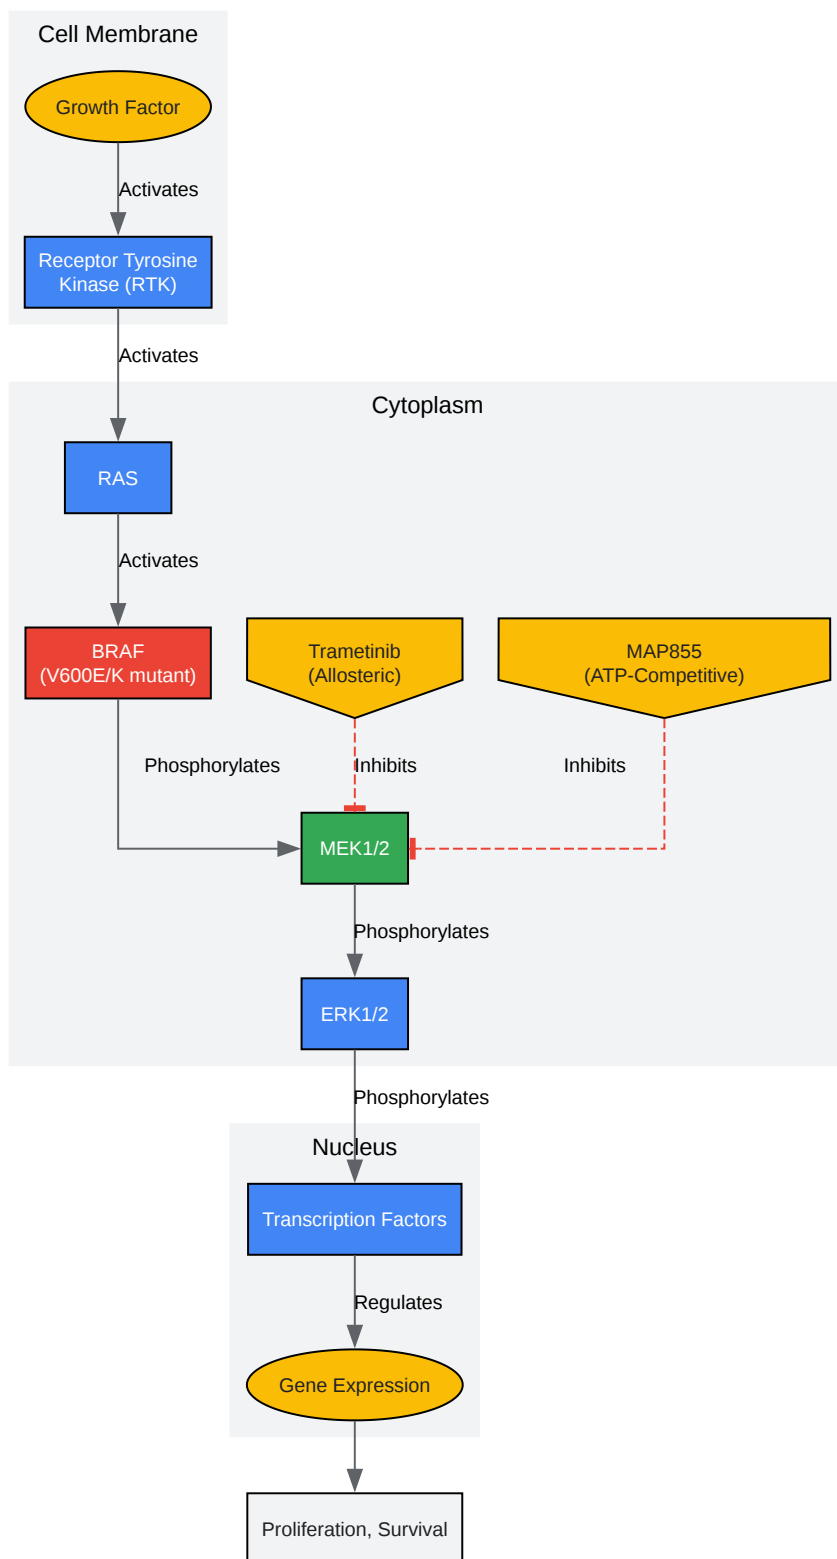 Cell Membrane
Growth Factor
Activates
Receptor Tyrosine
Kinase (RTK)
Activates
Cytoplasm
RAS
Activates
BRAF
(V600E/K mutant)
Trametinib
(Allosteric)
MAP855
(ATP-Competitive)
Phosphorylates
Inhibits
Inhibits
MEK1/2
Phosphorylates
ERK1/2
Phosphorylates
Nucleus
Transcription Factors
Regulates
Gene Expression
Proliferation, Survival